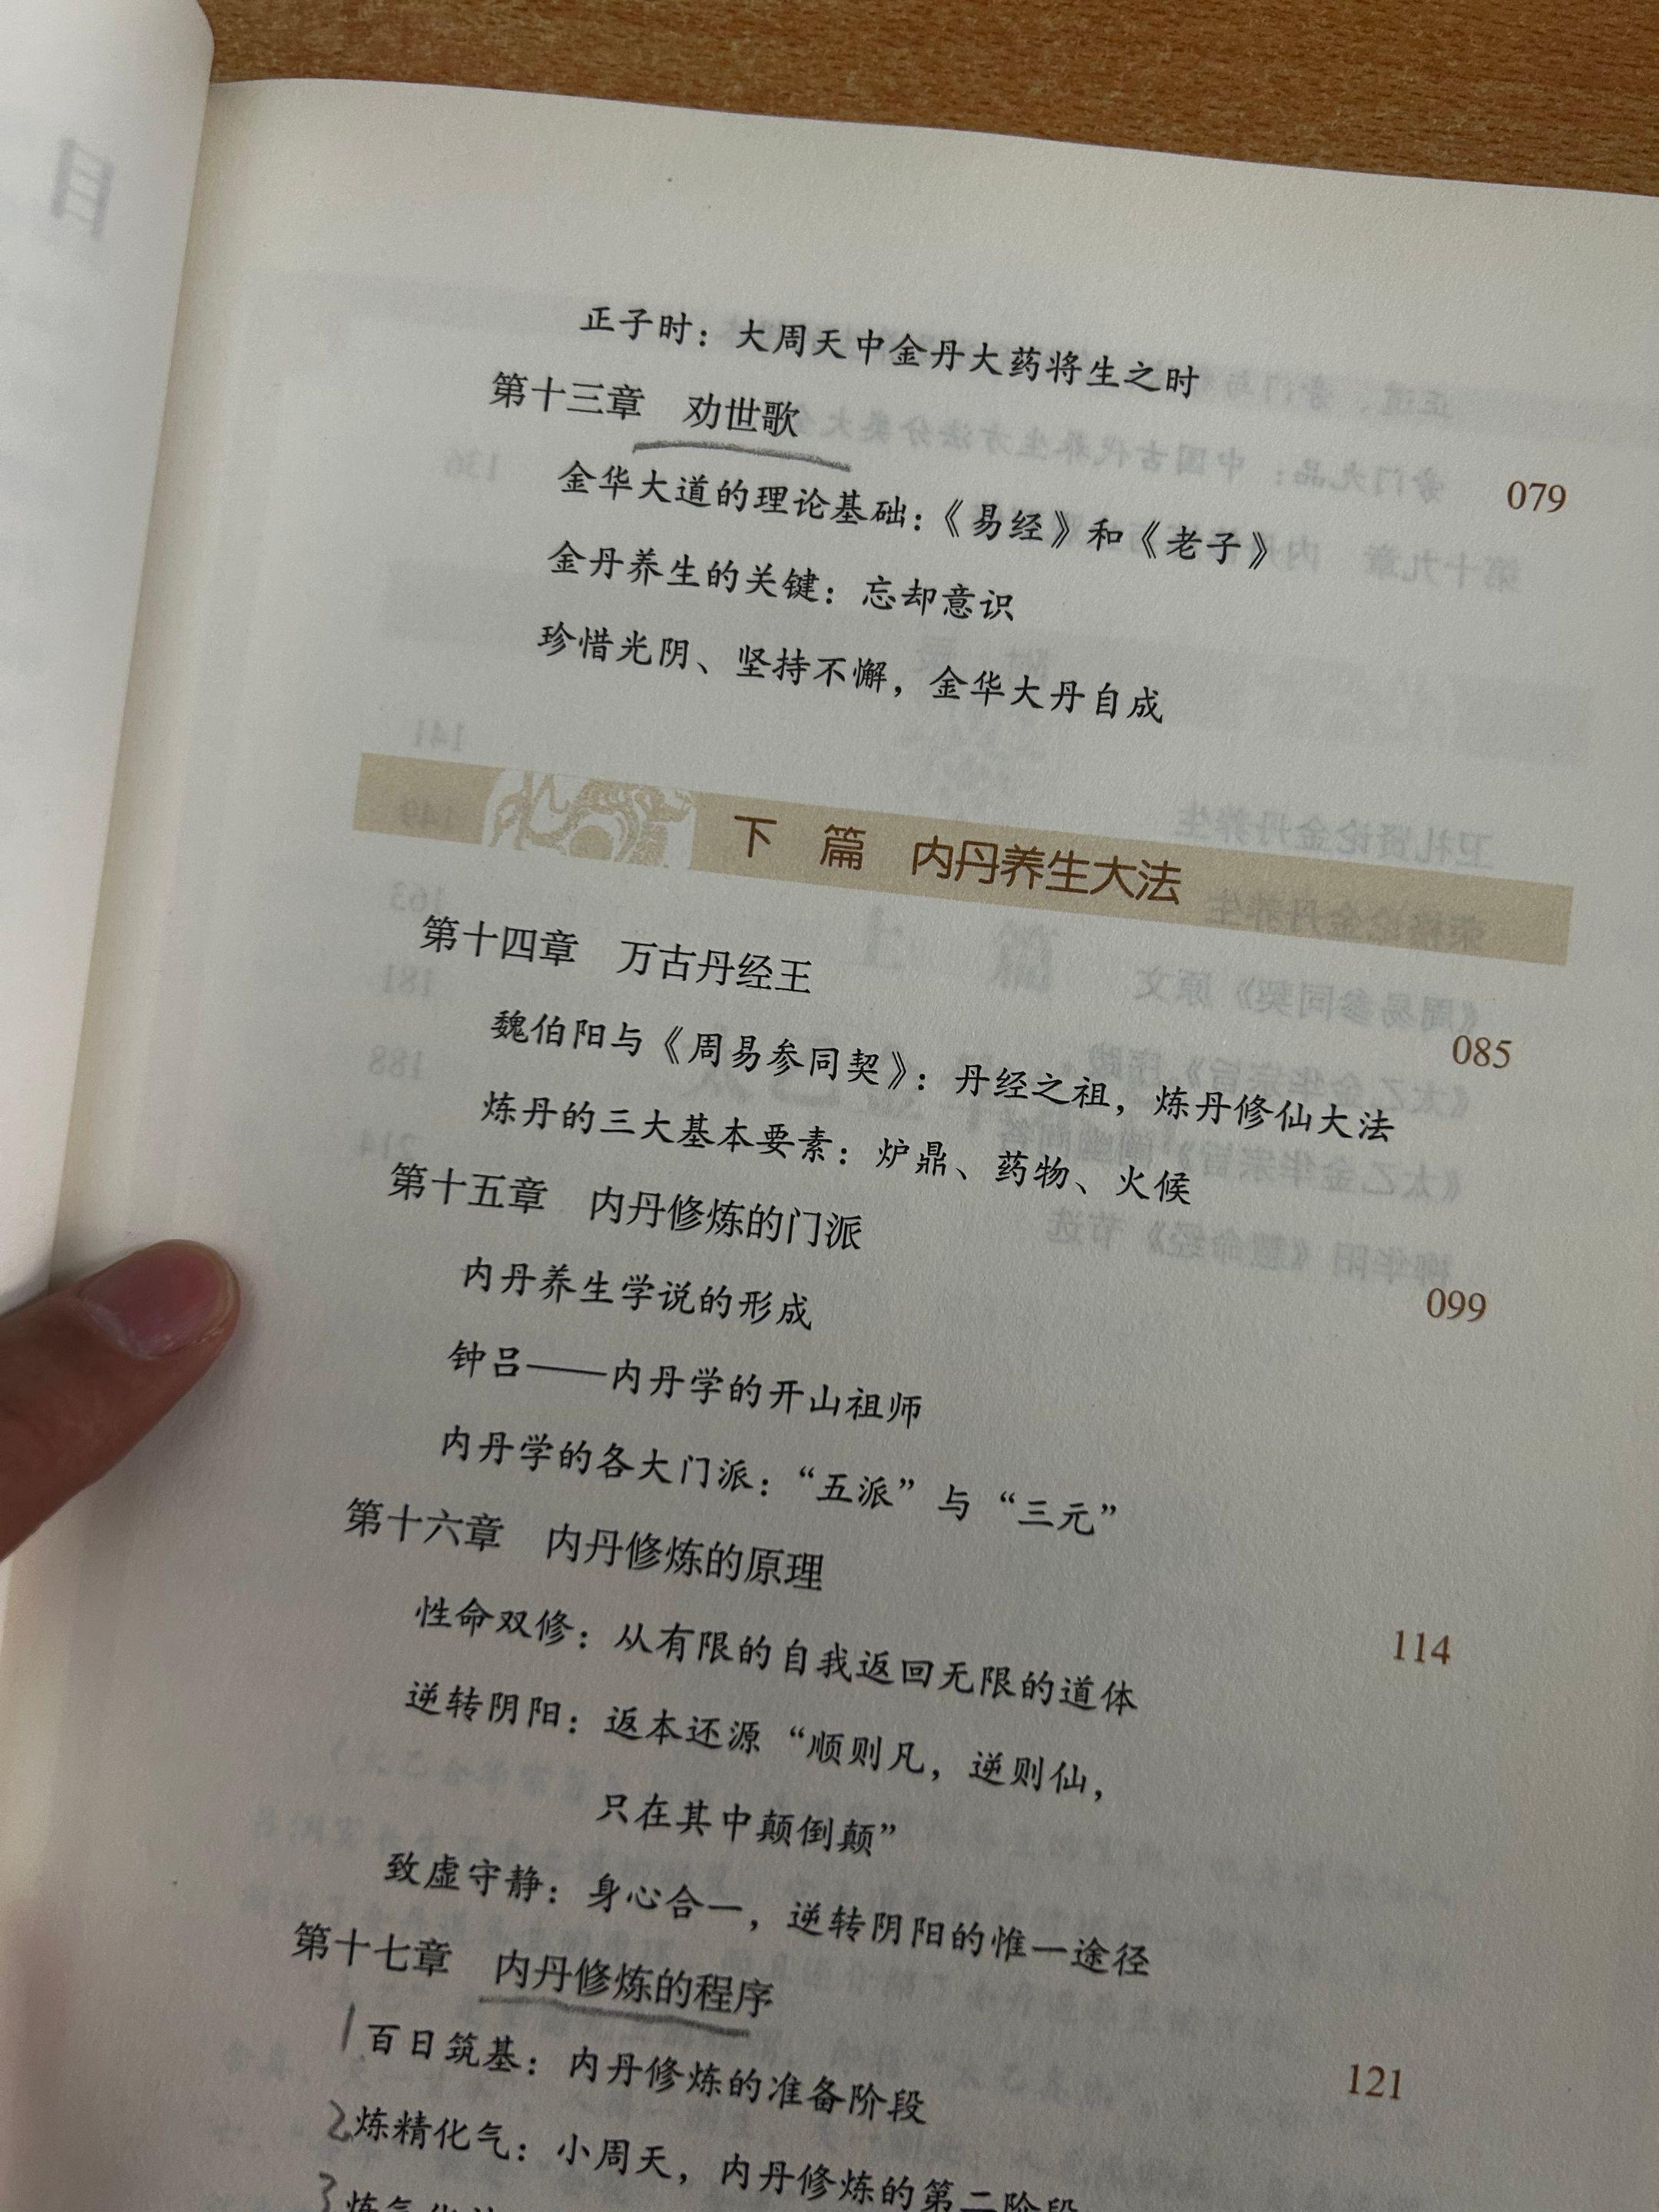 目
正子时：大周天中金丹大药将生之时
第十三章 劝世歌 079
金华大道的理论基础：《易经》和《老子》
金丹养生的关键：忘却意识
珍惜光阴、坚持不懈，金华大丹自成
下 篇 内丹养生大法
第十四章 万古丹经王 085
魏伯阳与《周易参同契》：丹经之祖，炼丹修仙大法
炼丹的三大基本要素：炉鼎、药物、火候
第十五章 内丹修炼的门派 099
内丹养生学说的形成
钟吕——内丹学的开山祖师
内丹学的各大门派：“五派”与“三元”
第十六章 内丹修炼的原理 114
性命双修：从有限的自我返回无限的道体
逆转阴阳：返本还源“顺则凡，逆则仙，
只在其中颠倒颠”
致虚守静：身心合一，逆转阴阳的惟一途径
第十七章 内丹修炼的程序 121
1 百日筑基：内丹修炼的准备阶段
2 炼精化气：小周天，内丹修炼的第二阶段
3 炼气化